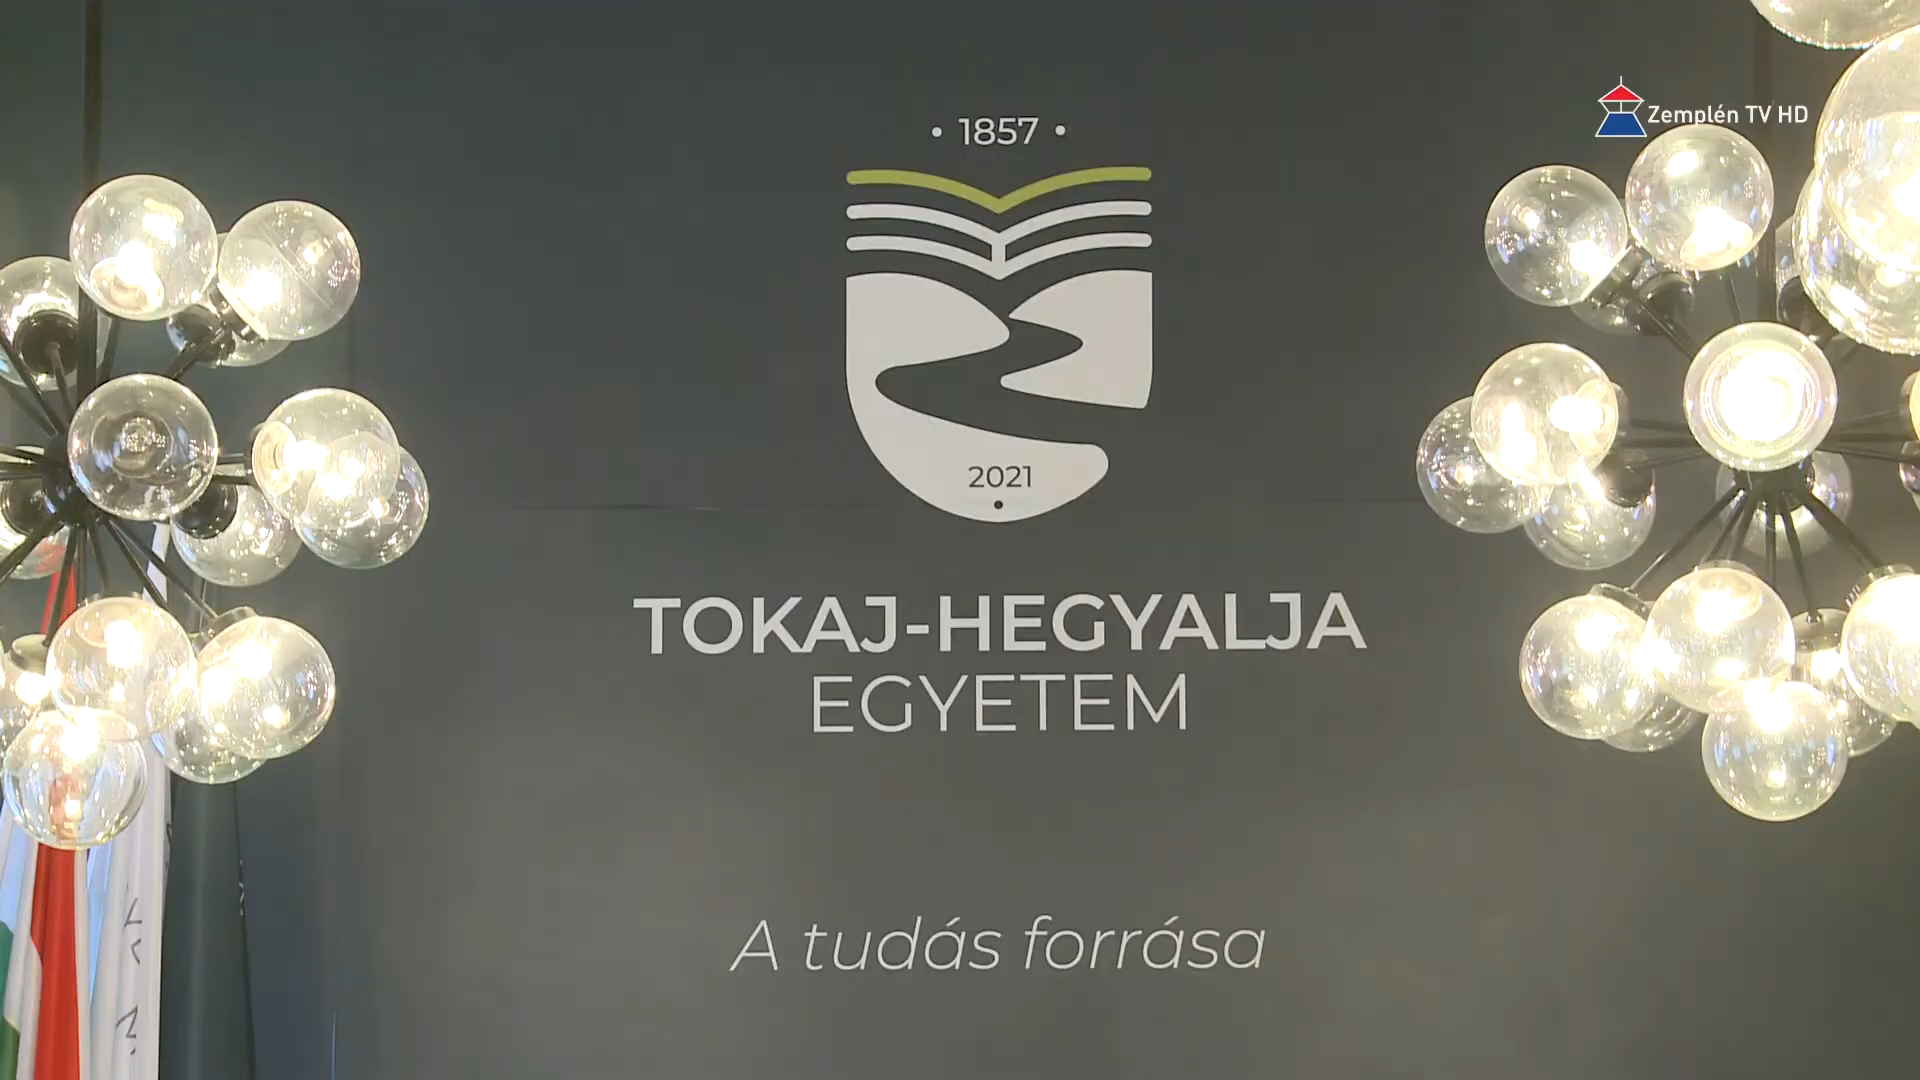 • 1857 •
Zemplén TV HD
2021
TOKAJ-HEGYALJA
EGYETEM
A tudás forrása